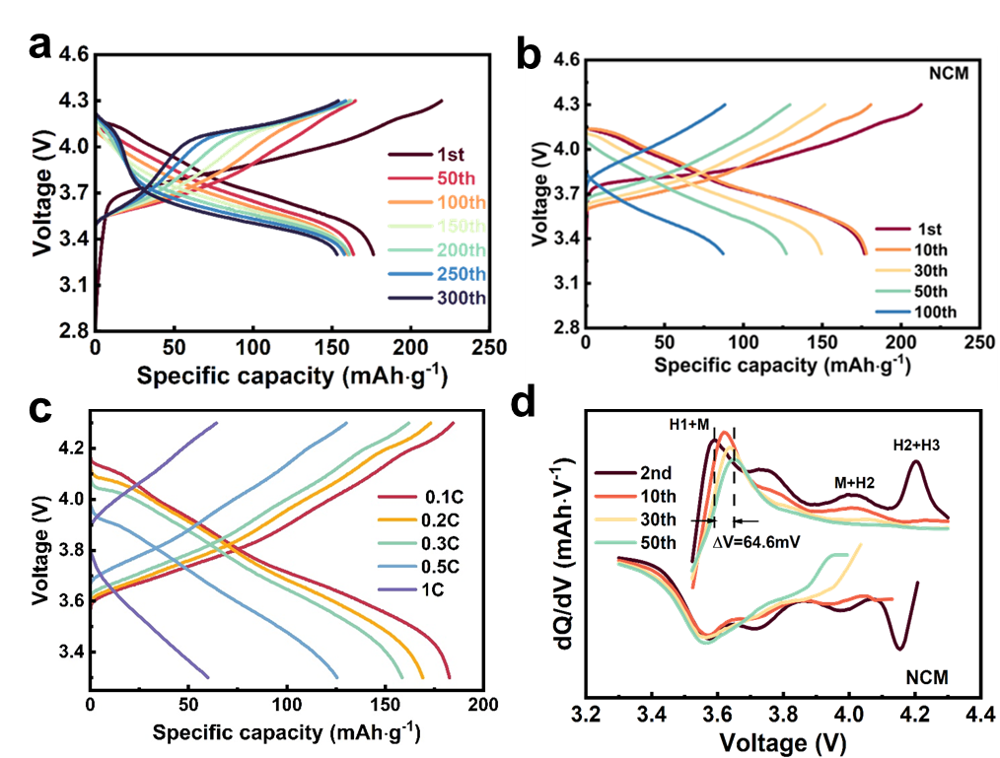 a
4.6
4.3
4.0
3.7
3.4
3.1
2.8
Voltage (V)
1st
50th
100th
150th
200th
250th
300th
0 50 100 150 200 250
Specific capacity (mAh·g⁻¹)
b
NCM
4.6
4.3
4.0
3.7
3.4
3.1
2.8
Voltage (V)
1st
10th
30th
50th
100th
0 50 100 150 200 250
Specific capacity (mAh·g⁻¹)
c
4.2
4.0
3.8
3.6
3.4
Voltage (V)
0.1C
0.2C
0.3C
0.5C
1C
0 50 100 150 200
Specific capacity (mAh·g⁻¹)
d
H1+M
H2+H3
M+H2
2nd
10th
30th
50th
ΔV=64.6mV
dQ/dV (mAh·V⁻¹)
NCM
3.2 3.4 3.6 3.8 4.0 4.2 4.4
Voltage (V)